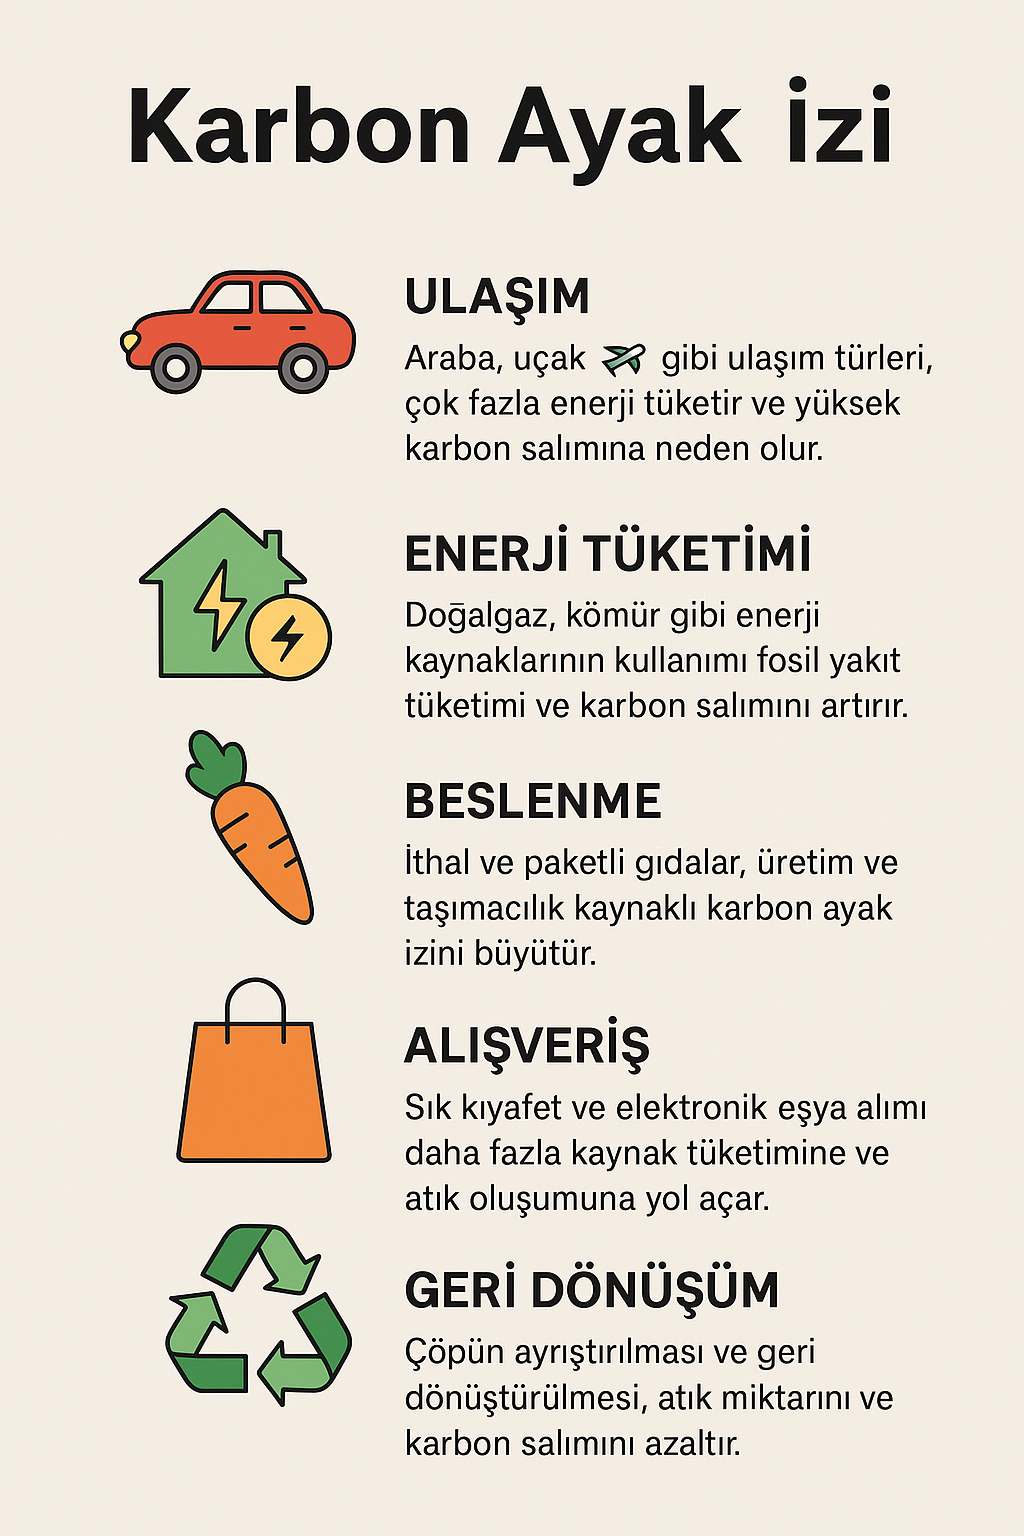 Karbon Ayak İzi
ULAŞIM
Araba, uçak gibi ulaşım türleri,
çok fazla enerji tüketir ve yüksek
karbon salımına neden olur.
ENERJİ TÜKETİMİ
Doğalgaz, kömür gibi enerji
kaynaklarının kullanımı fosil yakıt
tüketimi ve karbon salımını artırır.
BESLENME
İthal ve paketli gıdalar, üretim ve
taşımacılık kaynaklı karbon ayak
izini büyütür.
ALIŞVERİŞ
Sık kıyafet ve elektronik eşya alımı
daha fazla kaynak tüketimine ve
atık oluşumuna yol açar.
GERİ DÖNÜŞÜM
Çöpün ayrıştırılması ve geri
dönüştürülmesi, atık miktarını ve
karbon salımını azaltır.